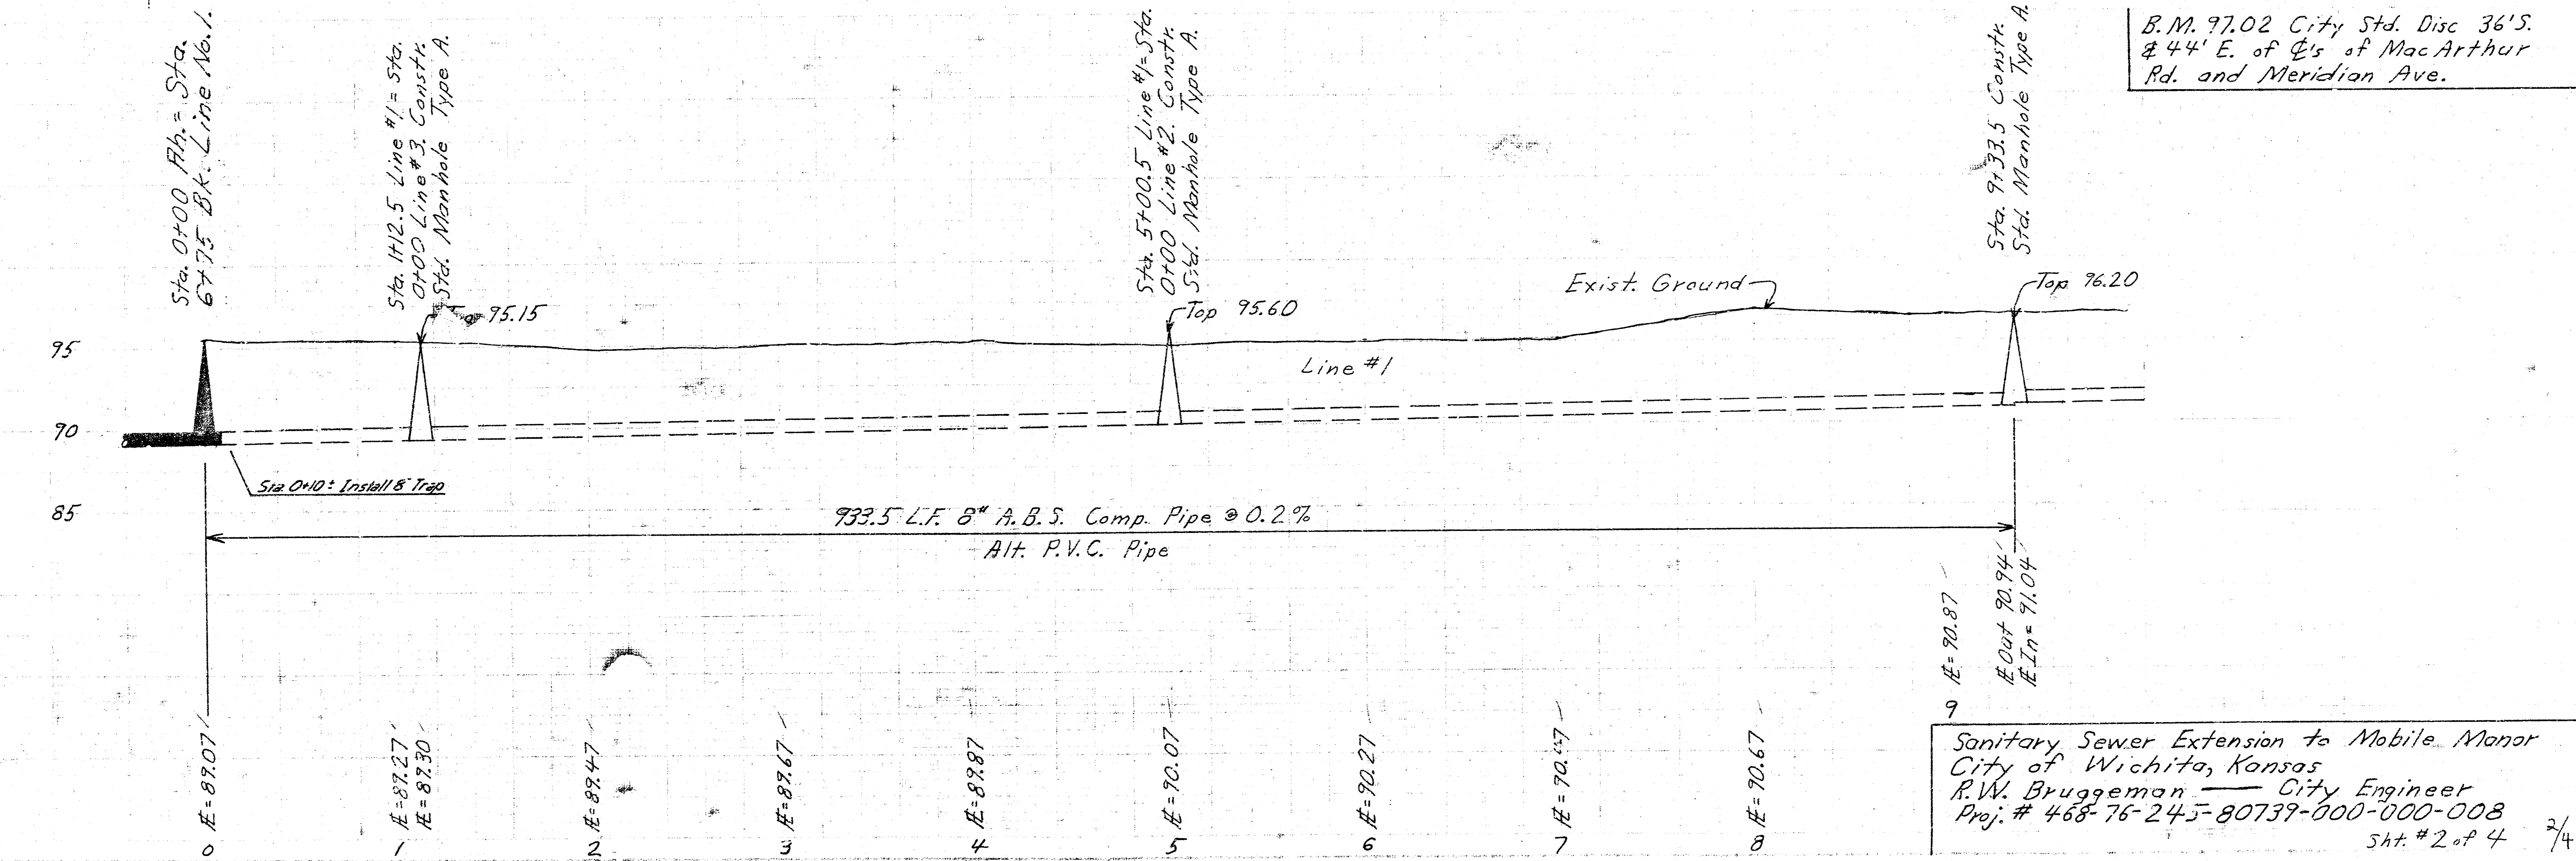 B.M. 97.02 City Std. Disc 36'S.
& 44' E. of ℄'s of MacArthur
Rd. and Meridian Ave.
Sta. 0+00 Ah. = Sta.
6+75 Bk. Line No. 1.
Sta. 1+12.5 Line #1 = Sta.
0+00 Line #3. Constr.
Std. Manhole Type A.
Sta. 5+00.5 Line #1 = Sta.
0+00 Line #2. Constr.
Std. Manhole Type A.
Sta. 9+33.5 Constr.
Std. Manhole Type A.
95.15
Top 95.60
Exist. Ground
Top 96.20
95
Line #1
90
Sta. 0+10± Install 8" Trap
85
933.5 L.F. 8" A.B.S. Comp. Pipe @ 0.2%
Alt. P.V.C. Pipe
℄=89.07
℄=89.27
℄=89.30
℄=89.47
℄=89.67
℄=89.87
℄=90.07
℄=90.27
℄=90.47
℄=90.67
℄=90.87
℄ Out 90.94
℄ In = 91.04
0 1 2 3 4 5 6 7 8 9
Sanitary Sewer Extension to Mobile Manor
City of Wichita, Kansas
R.W. Bruggeman — City Engineer
Proj. # 468-76-245-80739-000-000-008
Sht. #2 of 4
2/4